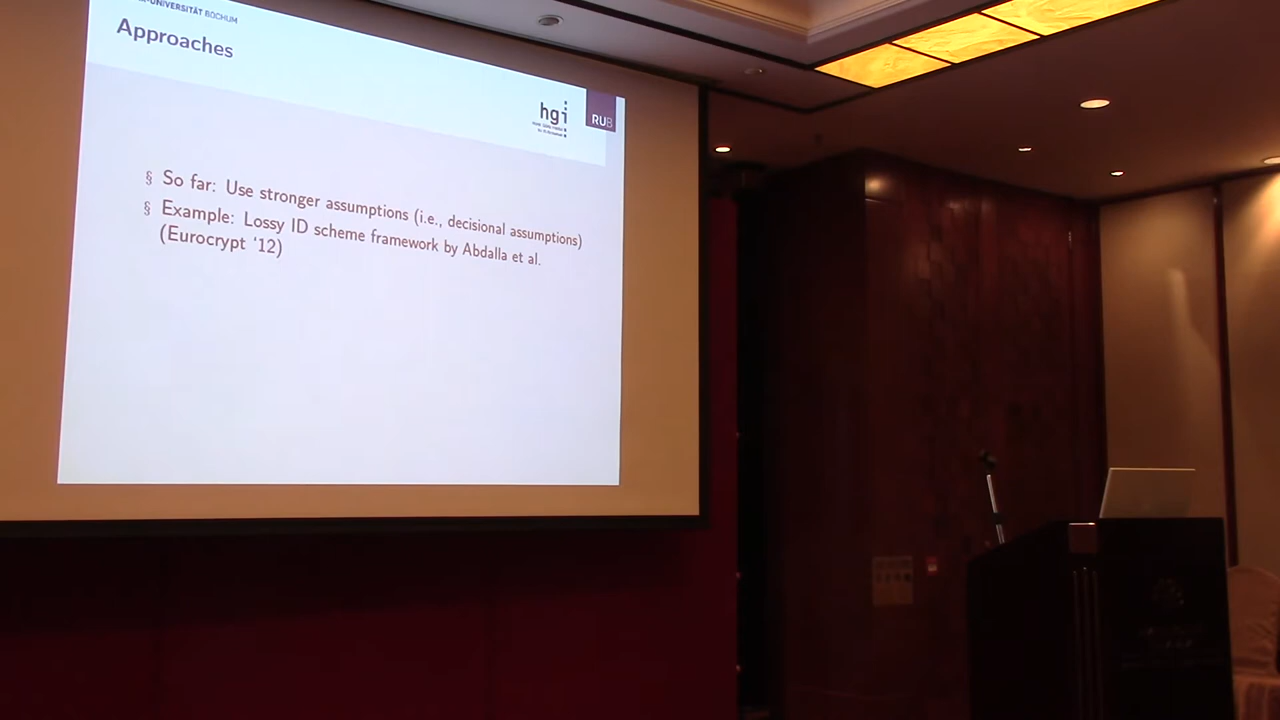 UNIVERSITÄT BOCHUM
Approaches
hgi
RUB
§ So far: Use stronger assumptions (i.e., decisional assumptions)
§ Example: Lossy ID scheme framework by Abdalla et al.
(Eurocrypt '12)